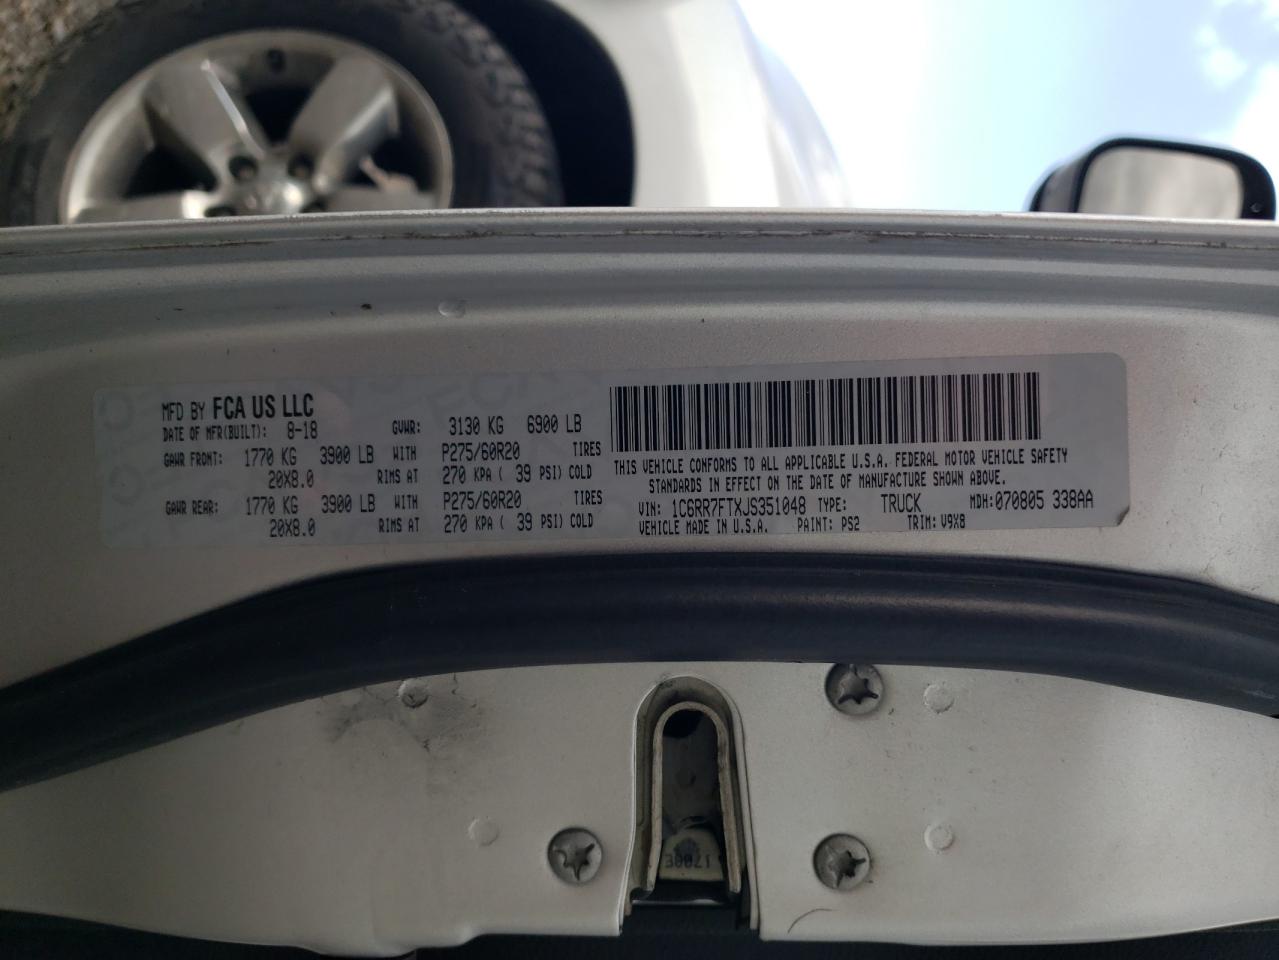 MFD BY FCA US LLC
DATE OF MFR(BUILT): 8-18 GVWR: 3130 KG 6900 LB
GAWR FRONT: 1770 KG 3900 LB WITH P275/60R20 TIRES
20X8.0 RIMS AT 270 KPA ( 39 PSI) COLD
GAWR REAR: 1770 KG 3900 LB WITH P275/60R20 TIRES
20X8.0 RIMS AT 270 KPA ( 39 PSI) COLD
THIS VEHICLE CONFORMS TO ALL APPLICABLE U.S.A. FEDERAL MOTOR VEHICLE SAFETY
STANDARDS IN EFFECT ON THE DATE OF MANUFACTURE SHOWN ABOVE.
VIN: 1C6RR7FTXJS351048 TYPE: TRUCK MDH: 070805 338AA
VEHICLE MADE IN U.S.A. PAINT: PS2 TRIM: V9X8